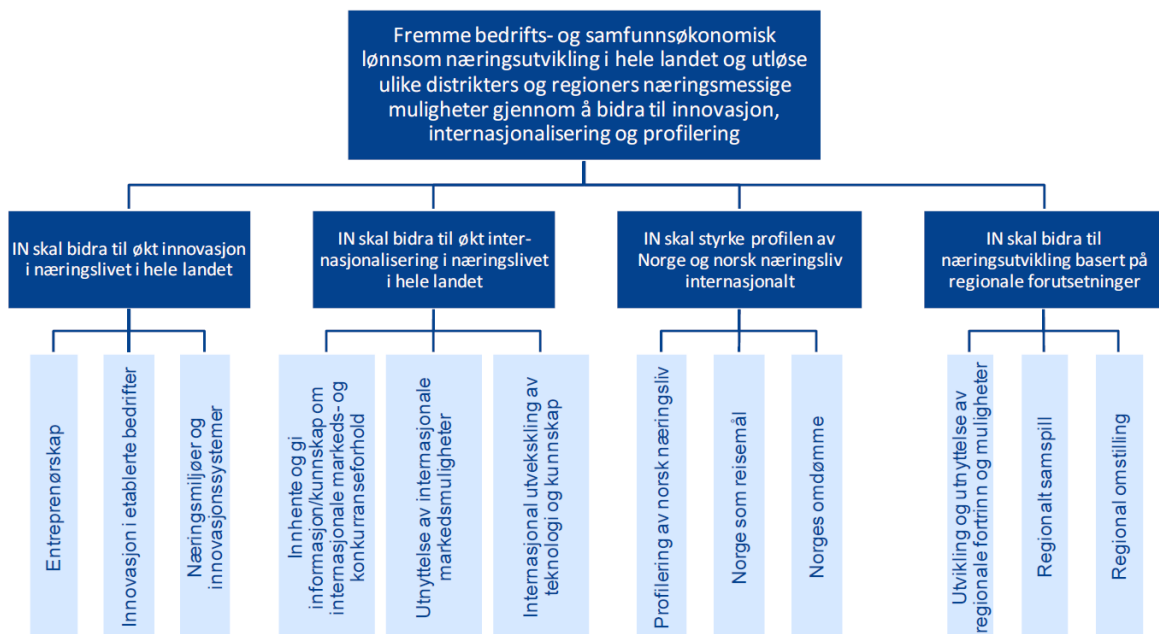 Fremme bedrifts- og samfunnsøkonomisk
lønnsom næringsutvikling i hele landet og utløse
ulike distrikters og regioners næringsmessige
muligheter gjennom å bidra til innovasjon,
internasjonalisering og profilering
IN skal bidra til økt innovasjon
i næringslivet i hele landet
IN skal bidra til økt inter-
nasjonalisering i næringslivet
i hele landet
IN skal styrke profilen av
Norge og norsk næringsliv
internasjonalt
IN skal bidra til
næringsutvikling basert på
regionale forutsetninger
Entreprenørskap
Innovasjon i etablerte bedrifter
Næringsmiljøer og
innovasjonssystemer
Innhente og gi
informasjon/kunnskap om
internasjonale markeds- og
konkurranseforhold
Utnyttelse av internasjonale
markedsmuligheter
Internasjonal utvekskling av
teknologi og kunnskap
Profilering av norsk næringsliv
Norge som reisemål
Norges omdømme
Utvikling og utnyttelse av
regionale fortrinn og muligheter
Regionalt samspill
Regional omstilling